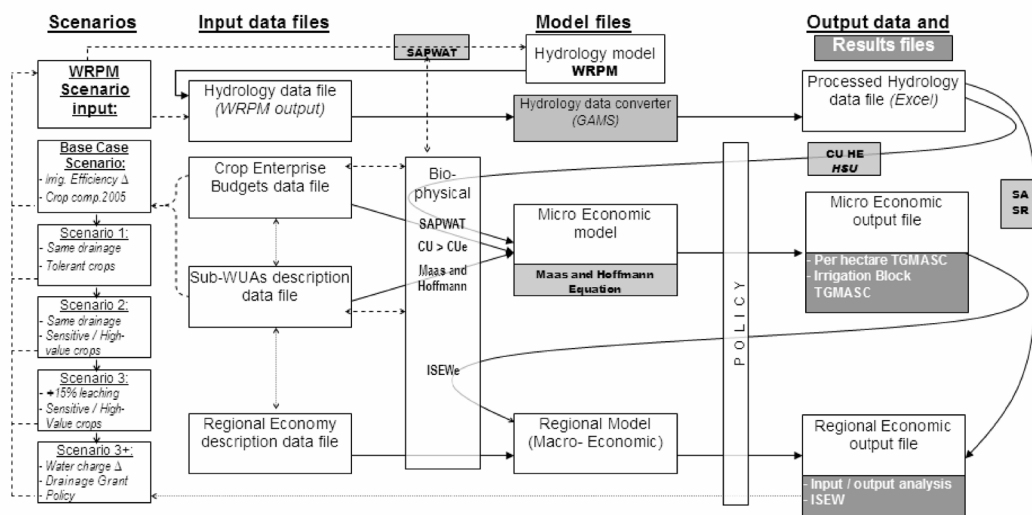 Scenarios
Input data files
Model files
Output data and
Results files
SAPWAT
Hydrology model
WRPM
WRPM
Scenario
input:
Hydrology data file
(WRPM output)
Hydrology data converter
(GAMS)
Processed Hydrology
data file (Excel)
Base Case
Scenario:
- Irrig. Efficiency Δ
- Crop comp.2005
Crop Enterprise
Budgets data file
Bio-
physical
SAPWAT
CU > CUe
Maas and
Hoffmann
ISEWe
CU HE
HSU
SA
SR
Micro Economic
model
Maas and Hoffmann
Equation
Micro Economic
output file
- Per hectare TGMASC
- Irrigation Block
TGMASC
Scenario 1:
- Same drainage
- Tolerant crops
Sub-WUAs description
data file
Scenario 2:
- Same drainage
- Sensitive / High-
value crops
POLICY
Scenario 3:
- +15% leaching
- Sensitive / High-
Value crops
Regional Economy
description data file
Regional Model
(Macro- Economic)
Regional Economic
output file
- Input / output analysis
- ISEW
Scenario 3+:
- Water charge Δ
- Drainage Grant
- Policy